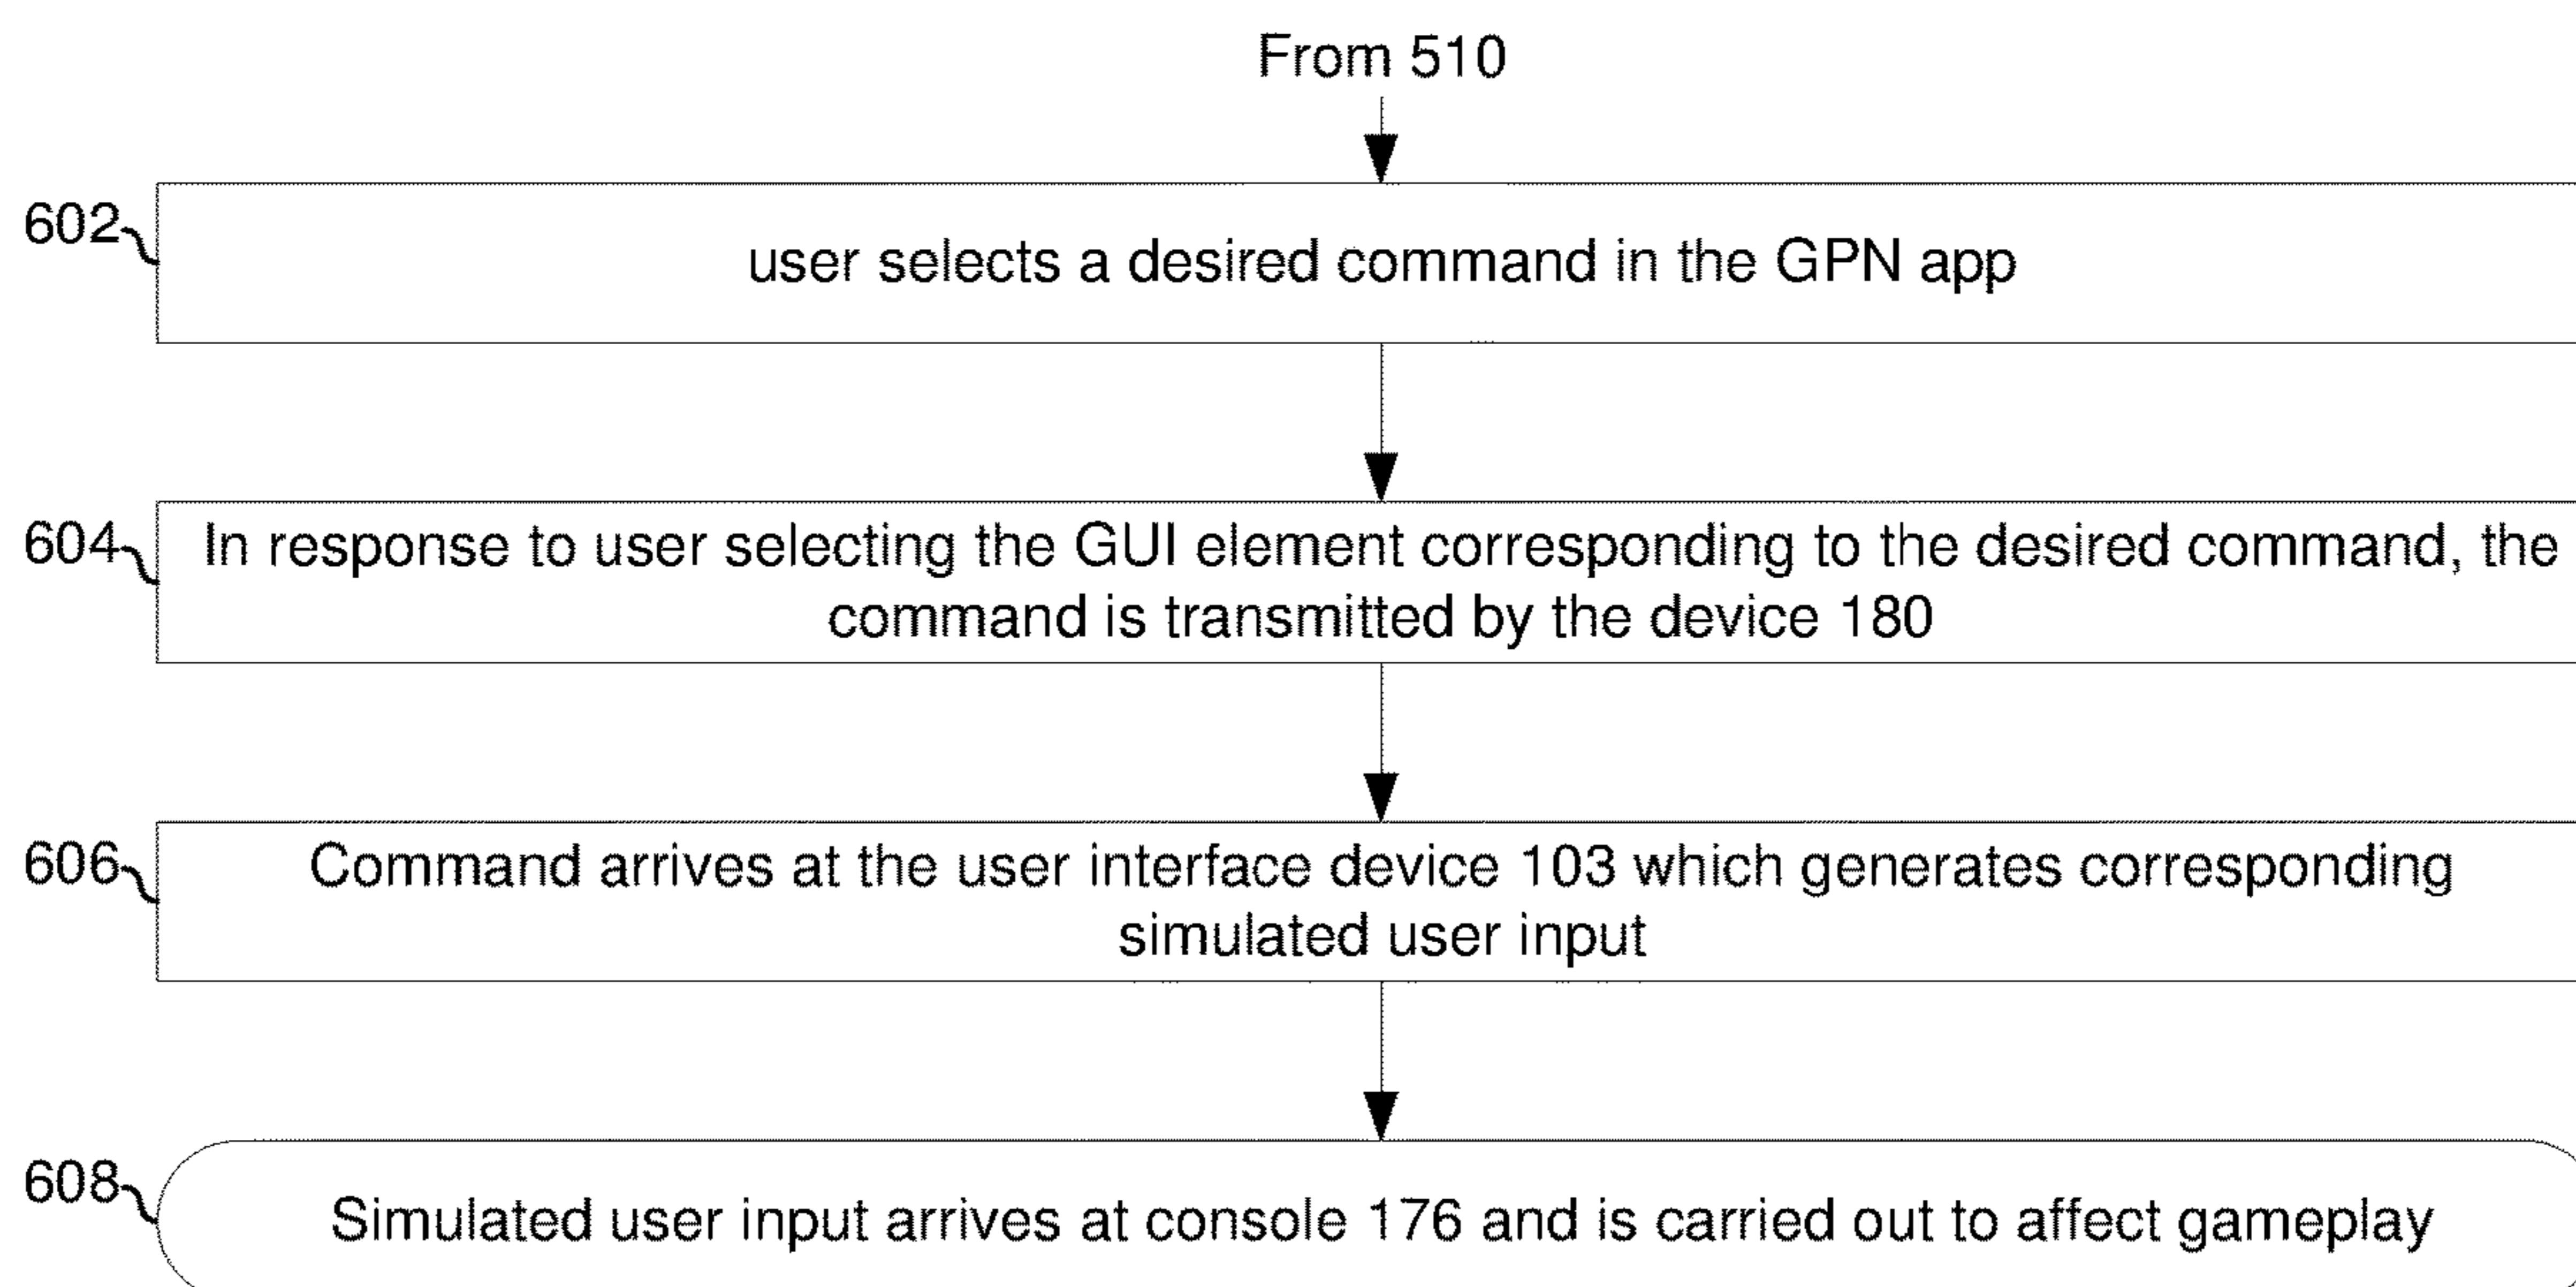 From 510
602
user selects a desired command in the GPN app
604
In response to user selecting the GUI element corresponding to the desired command, the
command is transmitted by the device 180
606
Command arrives at the user interface device 103 which generates corresponding
simulated user input
608
Simulated user input arrives at console 176 and is carried out to affect gameplay